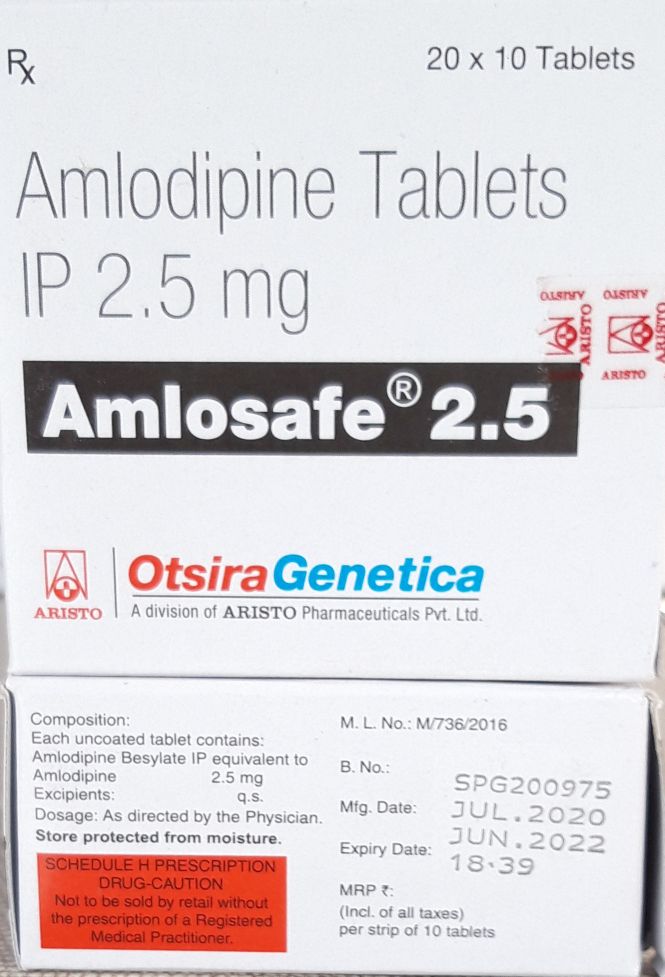 Rx
20 x 10 Tablets
Amlodipine Tablets
IP 2.5 mg
Amlosafe® 2.5
ARISTO ARISTO
ARISTO ARISTO
ARISTO
ARISTO
OtsiraGenetica
A division of ARISTO Pharmaceuticals Pvt. Ltd.
Composition:
Each uncoated tablet contains:
Amlodipine Besylate IP equivalent to
Amlodipine 2.5 mg
Excipients: q.s.
Dosage: As directed by the Physician.
Store protected from moisture.
SCHEDULE H PRESCRIPTION
DRUG-CAUTION
Not to be sold by retail without
the prescription of a Registered
Medical Practitioner.
M. L. No.: M/736/2016
B. No.: SPG200975
Mfg. Date: JUL.2020
Expiry Date: JUN.2022
MRP ₹: 18.39
(Incl. of all taxes)
per strip of 10 tablets